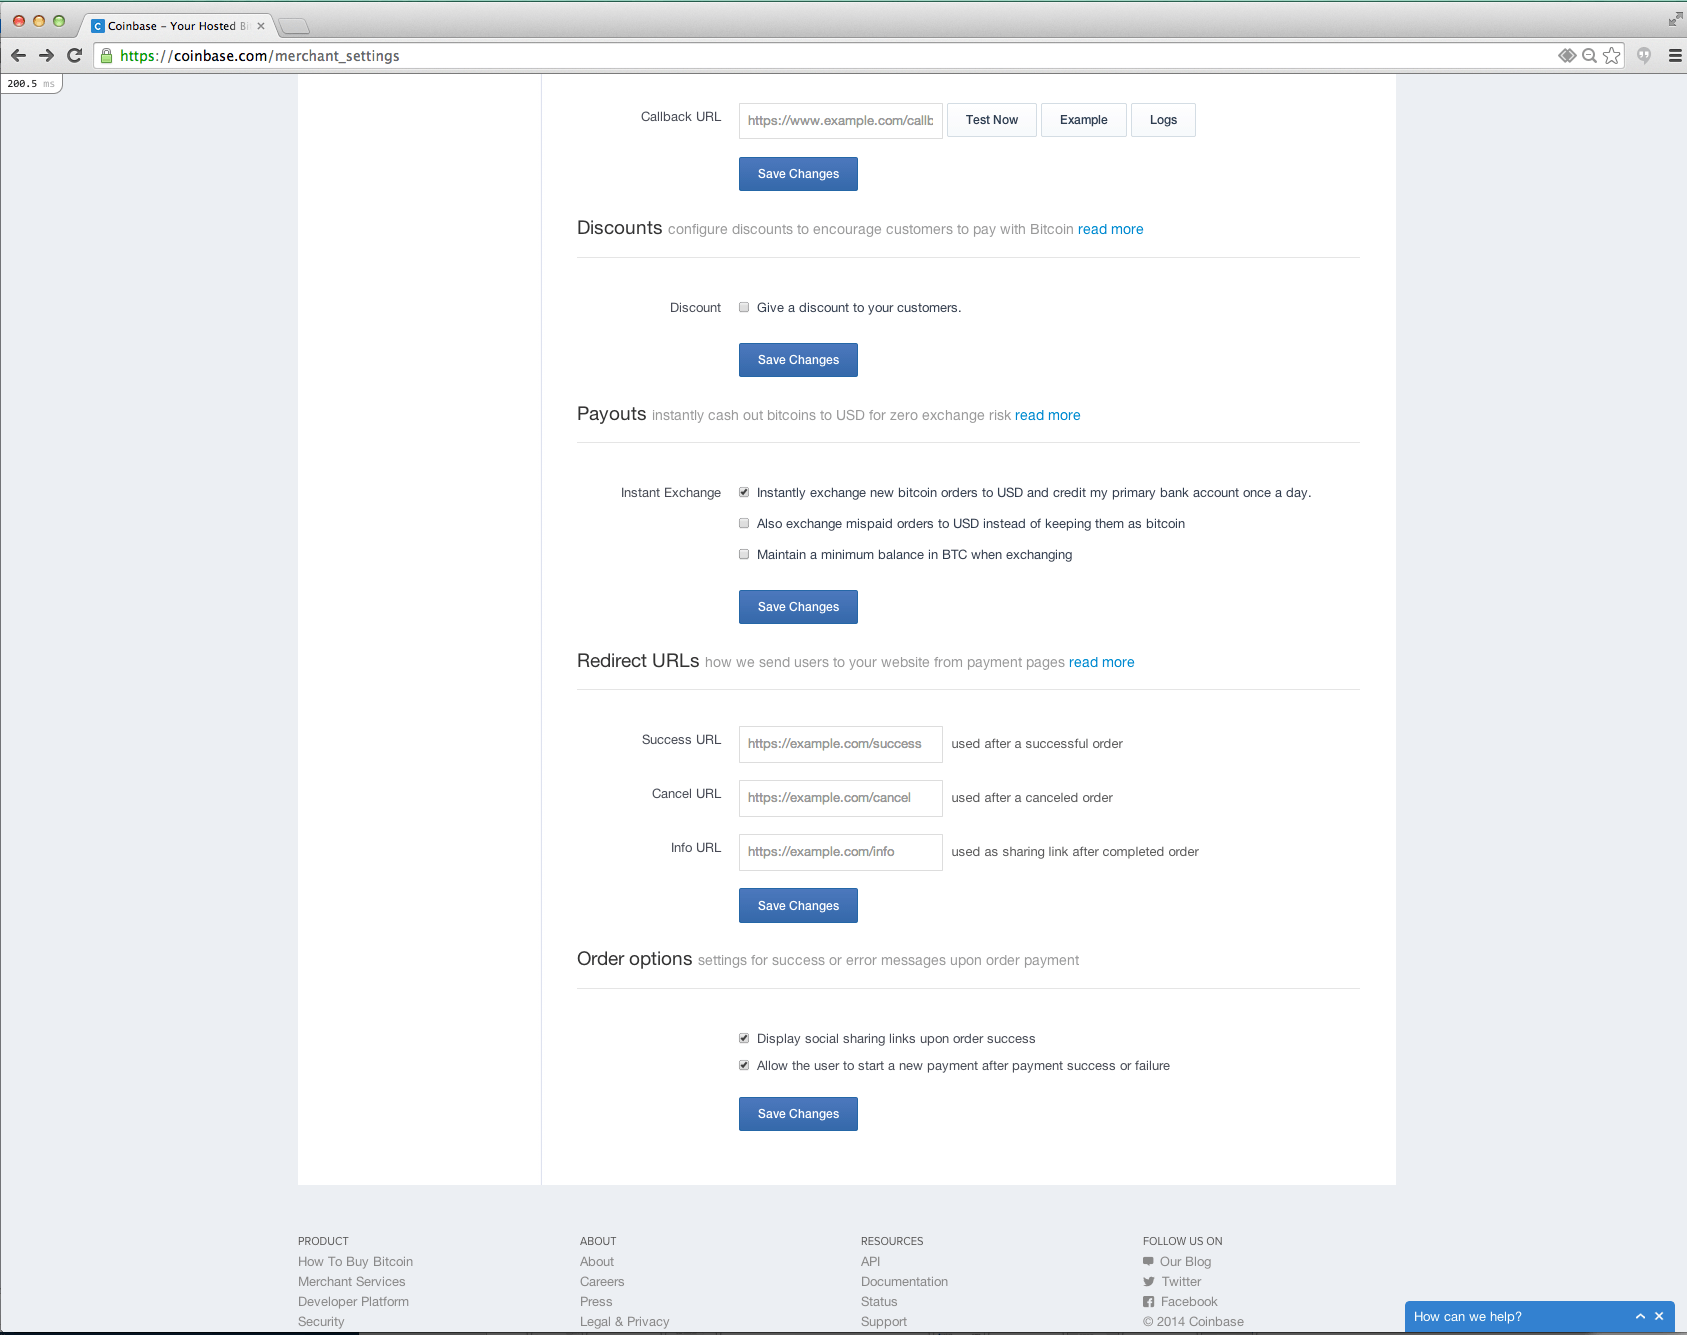 Coinbase – Your Hosted Bi
https://coinbase.com/merchant_settings
200.5 ms
Callback URL https://www.example.com/callb Test Now Example Logs
Save Changes
Discounts configure discounts to encourage customers to pay with Bitcoin read more
Discount Give a discount to your customers.
Save Changes
Payouts instantly cash out bitcoins to USD for zero exchange risk read more
Instant Exchange Instantly exchange new bitcoin orders to USD and credit my primary bank account once a day.
Also exchange mispaid orders to USD instead of keeping them as bitcoin
Maintain a minimum balance in BTC when exchanging
Save Changes
Redirect URLs how we send users to your website from payment pages read more
Success URL https://example.com/success used after a successful order
Cancel URL https://example.com/cancel used after a canceled order
Info URL https://example.com/info used as sharing link after completed order
Save Changes
Order options settings for success or error messages upon order payment
Display social sharing links upon order success
Allow the user to start a new payment after payment success or failure
Save Changes
PRODUCT
How To Buy Bitcoin
Merchant Services
Developer Platform
Security
ABOUT
About
Careers
Press
Legal & Privacy
RESOURCES
API
Documentation
Status
Support
FOLLOW US ON
Our Blog
Twitter
Facebook
© 2014 Coinbase
How can we help?